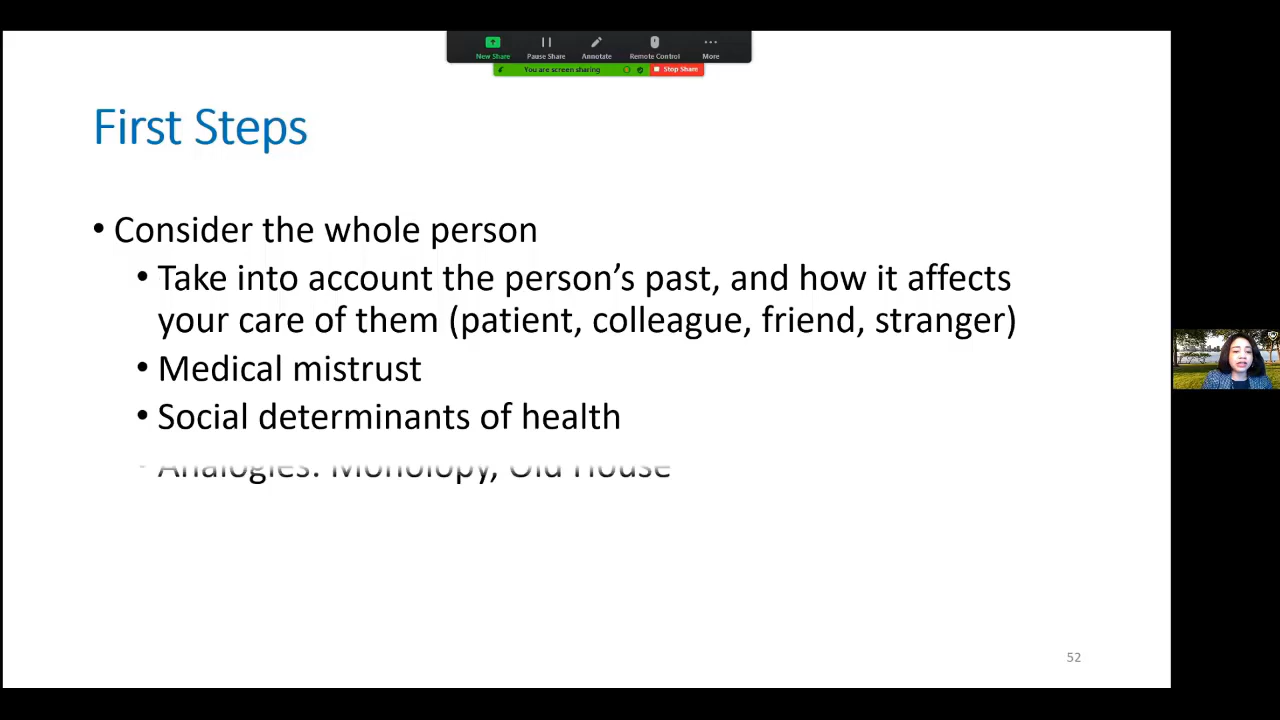 New Share Pause Share Annotate Remote Control More
You are screen sharing Stop Share
First Steps
• Consider the whole person
• Take into account the person’s past, and how it affects
your care of them (patient, colleague, friend, stranger)
• Medical mistrust
• Social determinants of health
• Analogies: Monolopy, Old House
52